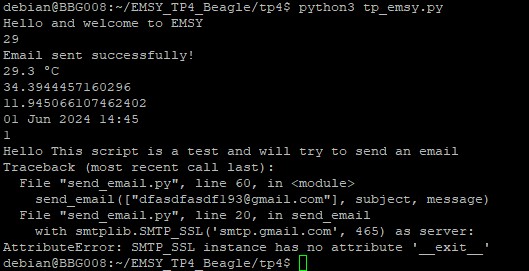 debian@BBG008:~/EMSY_TP4_Beagle/tp4$ python3 tp_emsy.py
Hello and welcome to EMSY
29
Email sent successfully!
29.3 °C
34.3944457160296
11.945066107462402
01 Jun 2024 14:45
1
Hello This script is a test and will try to send an email
Traceback (most recent call last):
  File "send_email.py", line 60, in <module>
    send_email(["dfasdfasdfl93@gmail.com"], subject, message)
  File "send_email.py", line 20, in send_email
    with smtplib.SMTP_SSL('smtp.gmail.com', 465) as server:
AttributeError: SMTP_SSL instance has no attribute '__exit__'
debian@BBG008:~/EMSY_TP4_Beagle/tp4$